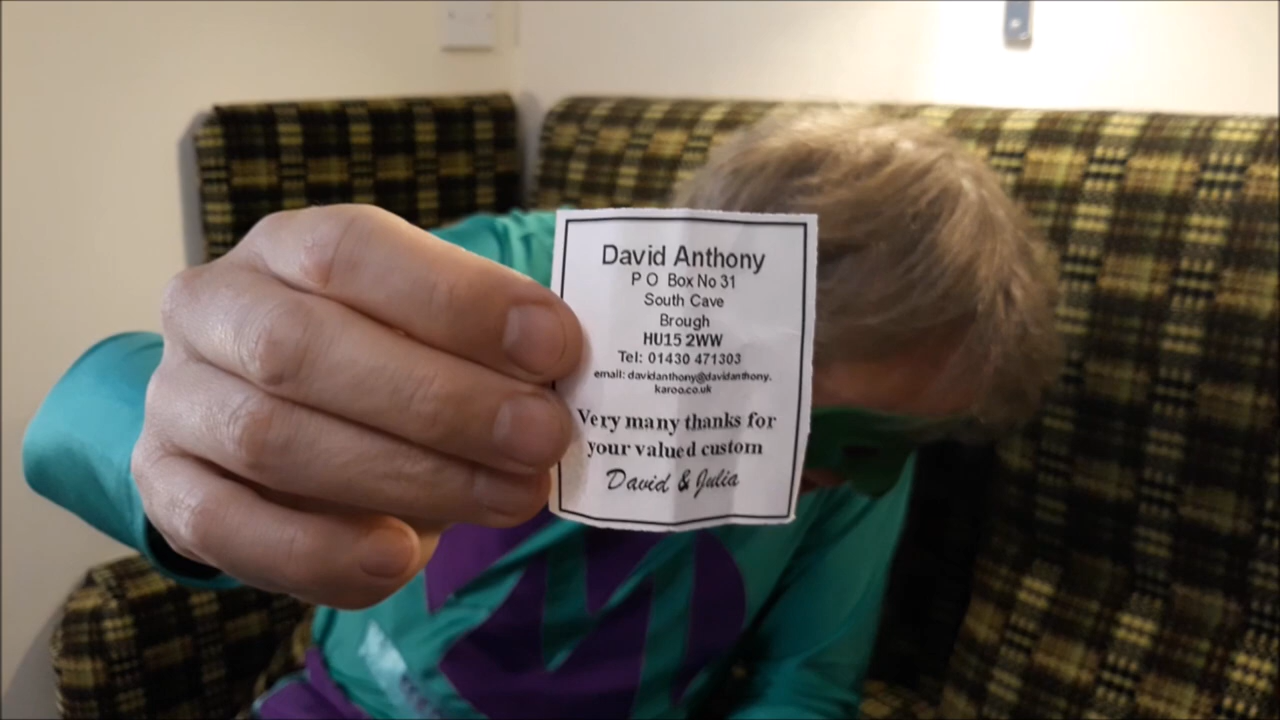 David Anthony
P O Box No 31
South Cave
Brough
HU15 2WW
Tel: 01430 471303
email: davidanthony@davidanthony.
karoo.co.uk
Very many thanks for
your valued custom
David & Julia
M